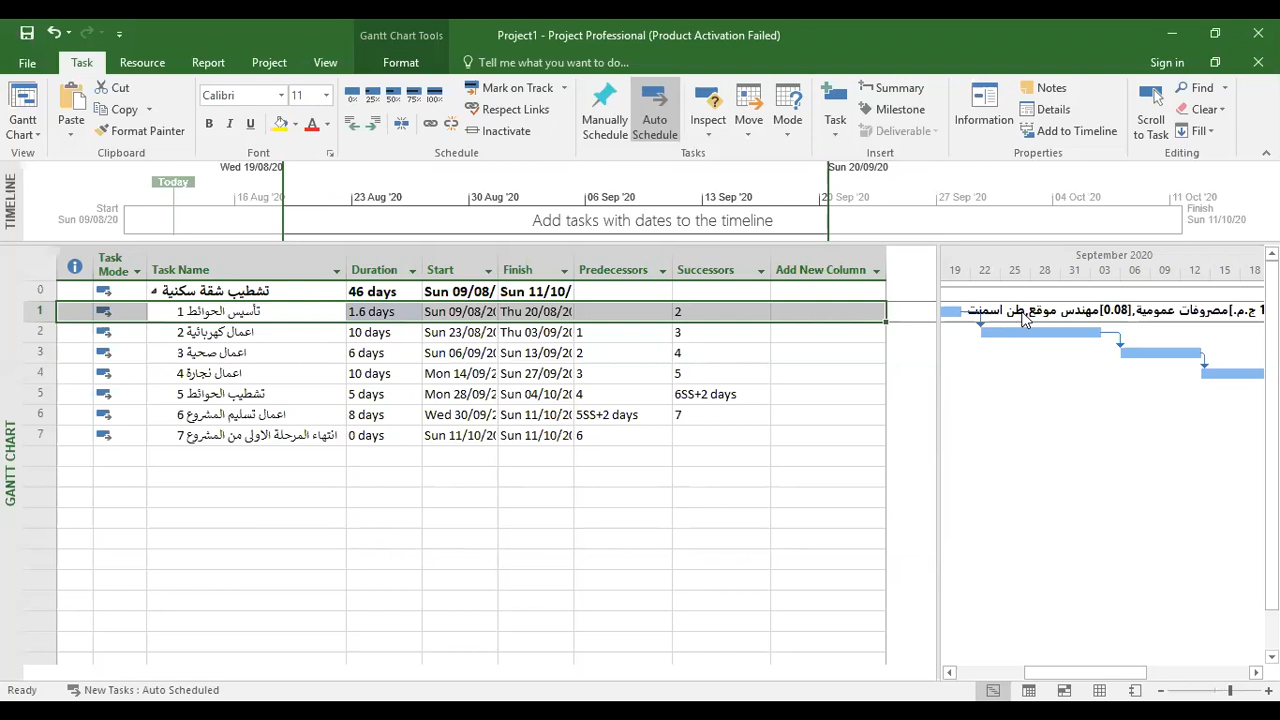 Gantt Chart Tools
Project1 - Project Professional (Product Activation Failed)
File
Task
Resource
Report
Project
View
Format
Tell me what you want to do...
Sign in
Gantt Chart
View
Paste
Cut
Copy
Format Painter
Clipboard
Calibri
11
B I U
A
Font
0% 25% 50% 75% 100%
Mark on Track
Respect Links
Inactivate
Schedule
Manually Schedule
Auto Schedule
Inspect
Move
Mode
Tasks
Task
Summary
Milestone
Deliverable
Insert
Information
Notes
Details
Add to Timeline
Properties
Scroll to Task
Find
Clear
Fill
Editing
TIMELINE
Wed 19/08/20
Sun 20/09/20
Today
16 Aug '20
23 Aug '20
30 Aug '20
06 Sep '20
13 Sep '20
20 Sep '20
27 Sep '20
04 Oct '20
11 Oct '20
Start
Sun 09/08/20
Add tasks with dates to the timeline
Finish
Sun 11/10/20
GANTT CHART
Task Mode
Task Name
Duration
Start
Finish
Predecessors
Successors
Add New Column
September 2020
19 22 25 28 31 03 06 09 12 15 18
0 تشطيب شقة سكنية 46 days Sun 09/08/ Sun 11/10/
1 تأسيس الحوائط 1 1.6 days Sun 09/08/ Thu 20/08/ 2
2 اعمال كهربائية 2 10 days Sun 23/08/2 Thu 03/09/ 1 3
3 اعمال صحية 3 6 days Sun 06/09/2 Sun 13/09/ 2 4
4 اعمال نجارة 4 10 days Mon 14/09/2 Sun 27/09/ 3 5
5 تشطيب الحوائط 5 5 days Mon 28/09/ Sun 04/10/ 4 6SS+2 days
6 اعمال تسليم المشروع 6 8 days Wed 30/09/ Sun 11/10/ 5SS+2 days 7
7 انتهاء المرحلة الاولى من المشروع 7 0 days Sun 11/10/20 Sun 11/10/ 6
طن اسمنت,مهندس موقع[0.08],مصروفات عمومية[ج.م. 1
Ready
New Tasks : Auto Scheduled